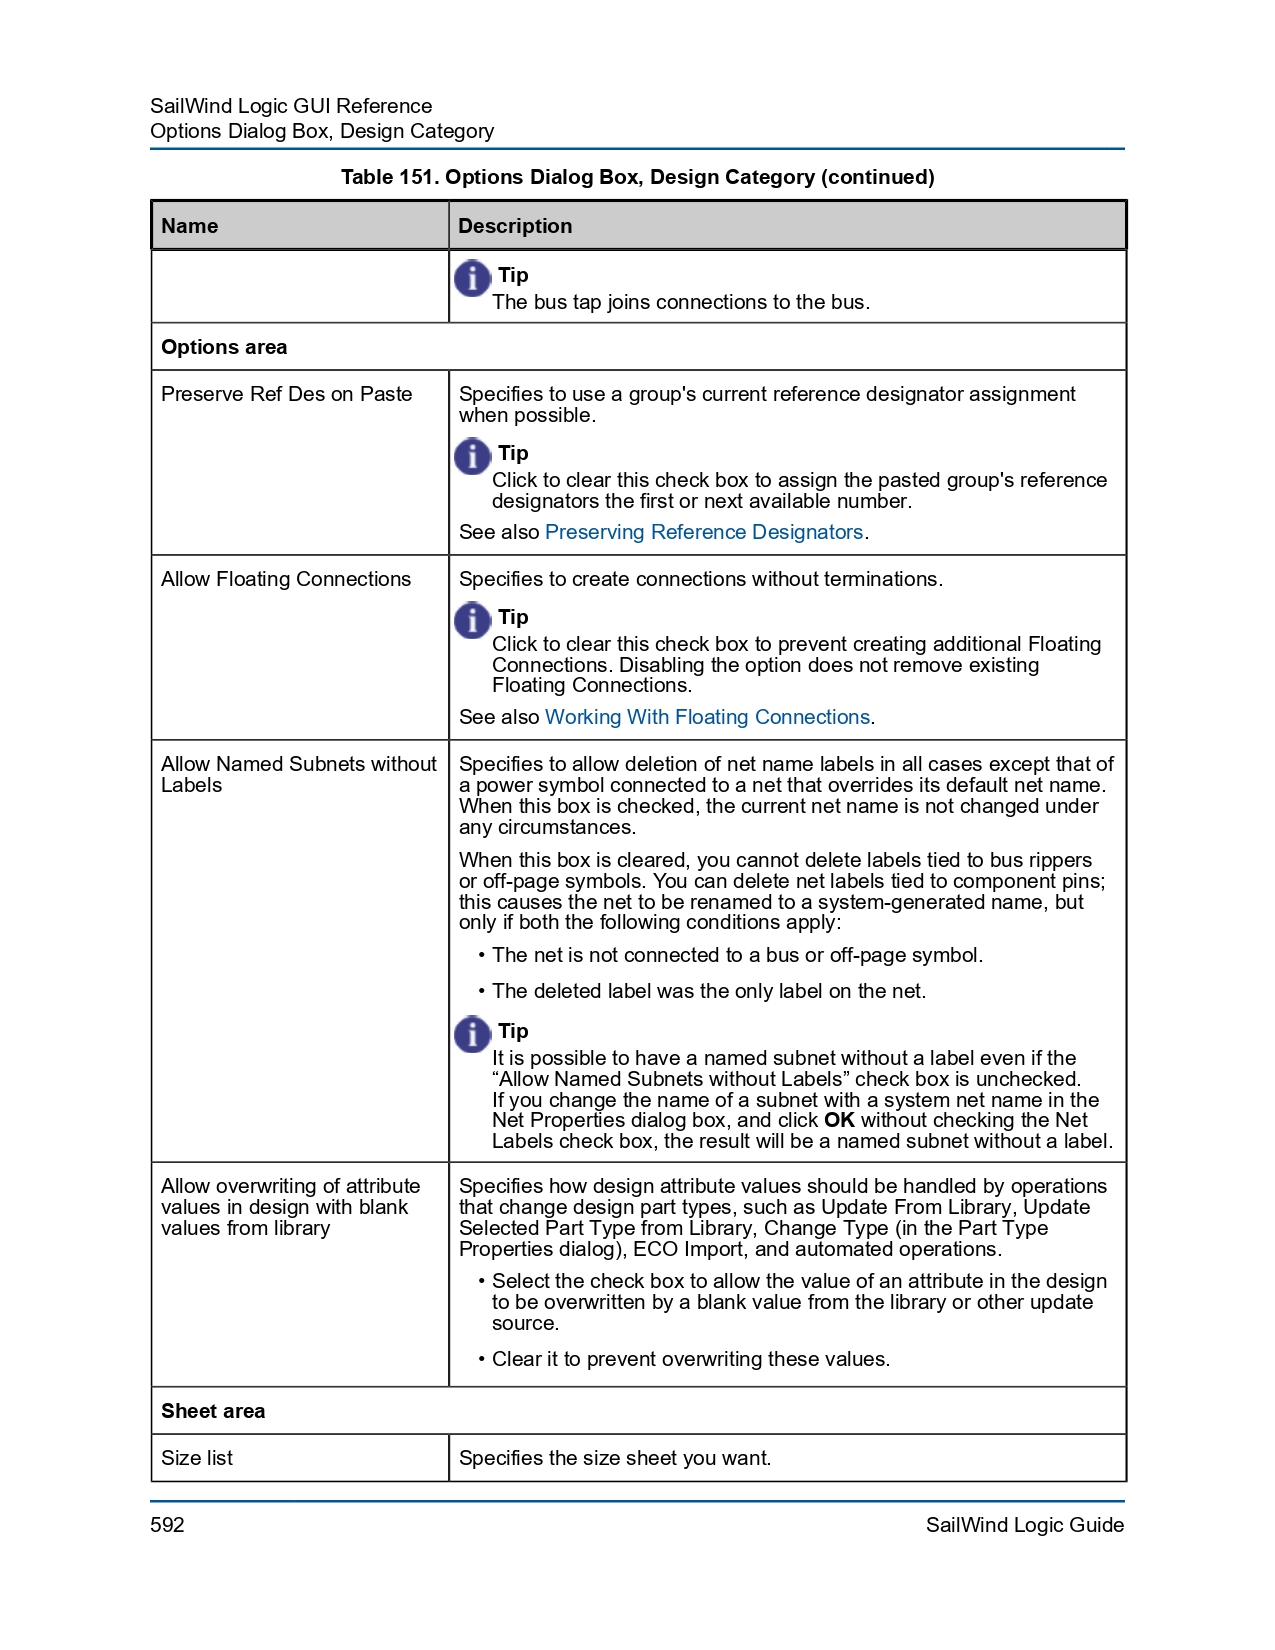 SailWind Logic GUI Reference
Options Dialog Box, Design Category
Table 151. Options Dialog Box, Design Category (continued)
Name
Description
Tip
The bus tap joins connections to the bus.
Options area
Preserve Ref Des on Paste
Specifies to use a group's current reference designator assignment
when possible.
Tip
Click to clear this check box to assign the pasted group's reference
designators the first or next available number.
See also Preserving Reference Designators.
Allow Floating Connections
Specifies to create connections without terminations.
Tip
Click to clear this check box to prevent creating additional Floating
Connections. Disabling the option does not remove existing
Floating Connections.
See also Working With Floating Connections.
Allow Named Subnets without
Labels
Specifies to allow deletion of net name labels in all cases except that of
a power symbol connected to a net that overrides its default net name.
When this box is checked, the current net name is not changed under
any circumstances.
When this box is cleared, you cannot delete labels tied to bus rippers
or off-page symbols. You can delete net labels tied to component pins;
this causes the net to be renamed to a system-generated name, but
only if both the following conditions apply:
• The net is not connected to a bus or off-page symbol.
• The deleted label was the only label on the net.
Tip
It is possible to have a named subnet without a label even if the
“Allow Named Subnets without Labels” check box is unchecked.
If you change the name of a subnet with a system net name in the
Net Properties dialog box, and click OK without checking the Net
Labels check box, the result will be a named subnet without a label.
Allow overwriting of attribute
values in design with blank
values from library
Specifies how design attribute values should be handled by operations
that change design part types, such as Update From Library, Update
Selected Part Type from Library, Change Type (in the Part Type
Properties dialog), ECO Import, and automated operations.
• Select the check box to allow the value of an attribute in the design
to be overwritten by a blank value from the library or other update
source.
• Clear it to prevent overwriting these values.
Sheet area
Size list
Specifies the size sheet you want.
592
SailWind Logic Guide